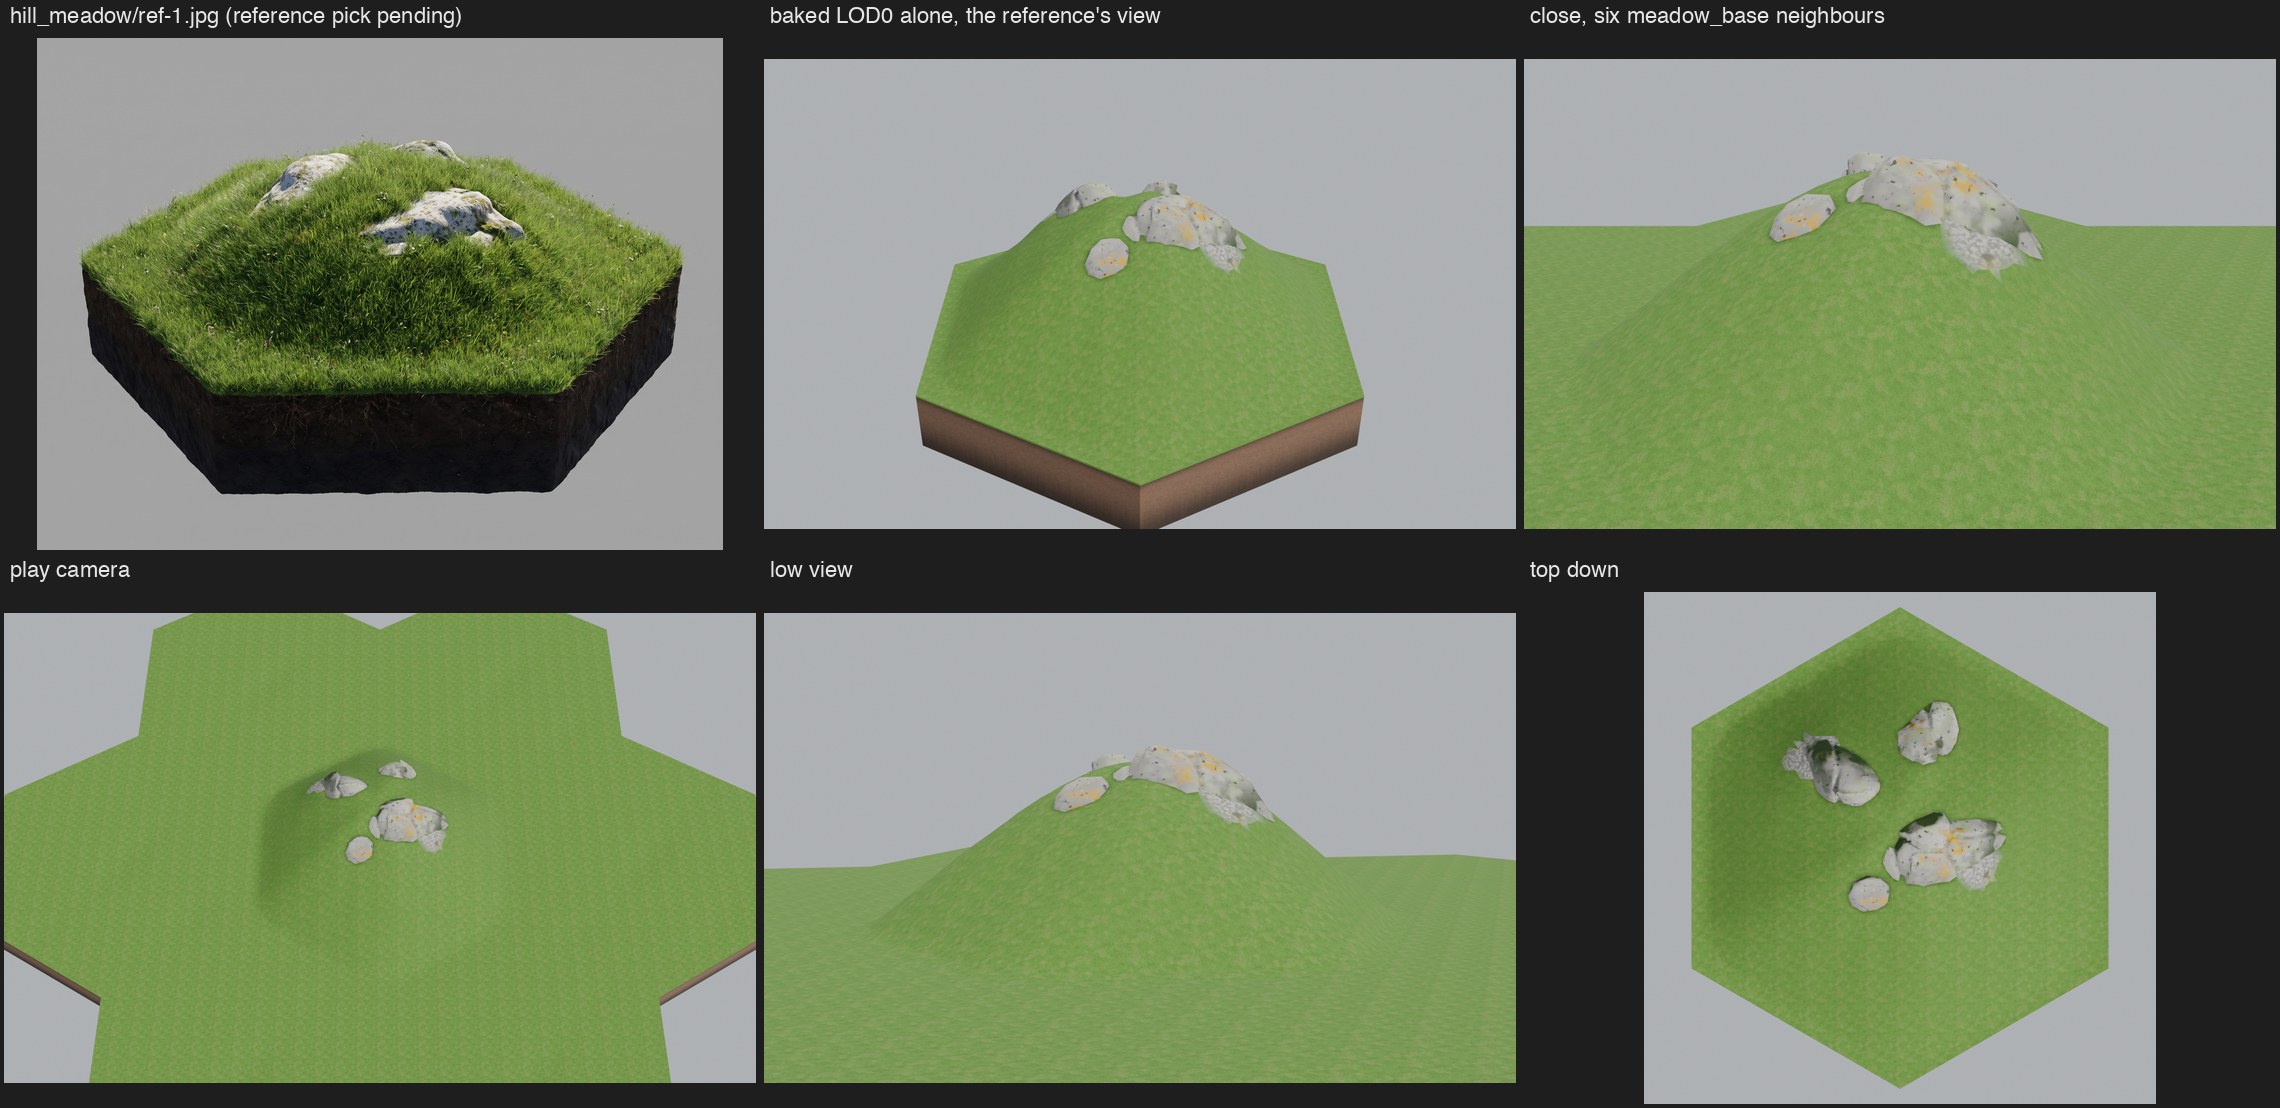 hill_meadow/ref-1.jpg (reference pick pending)
baked LOD0 alone, the reference's view
close, six meadow_base neighbours
play camera
low view
top down